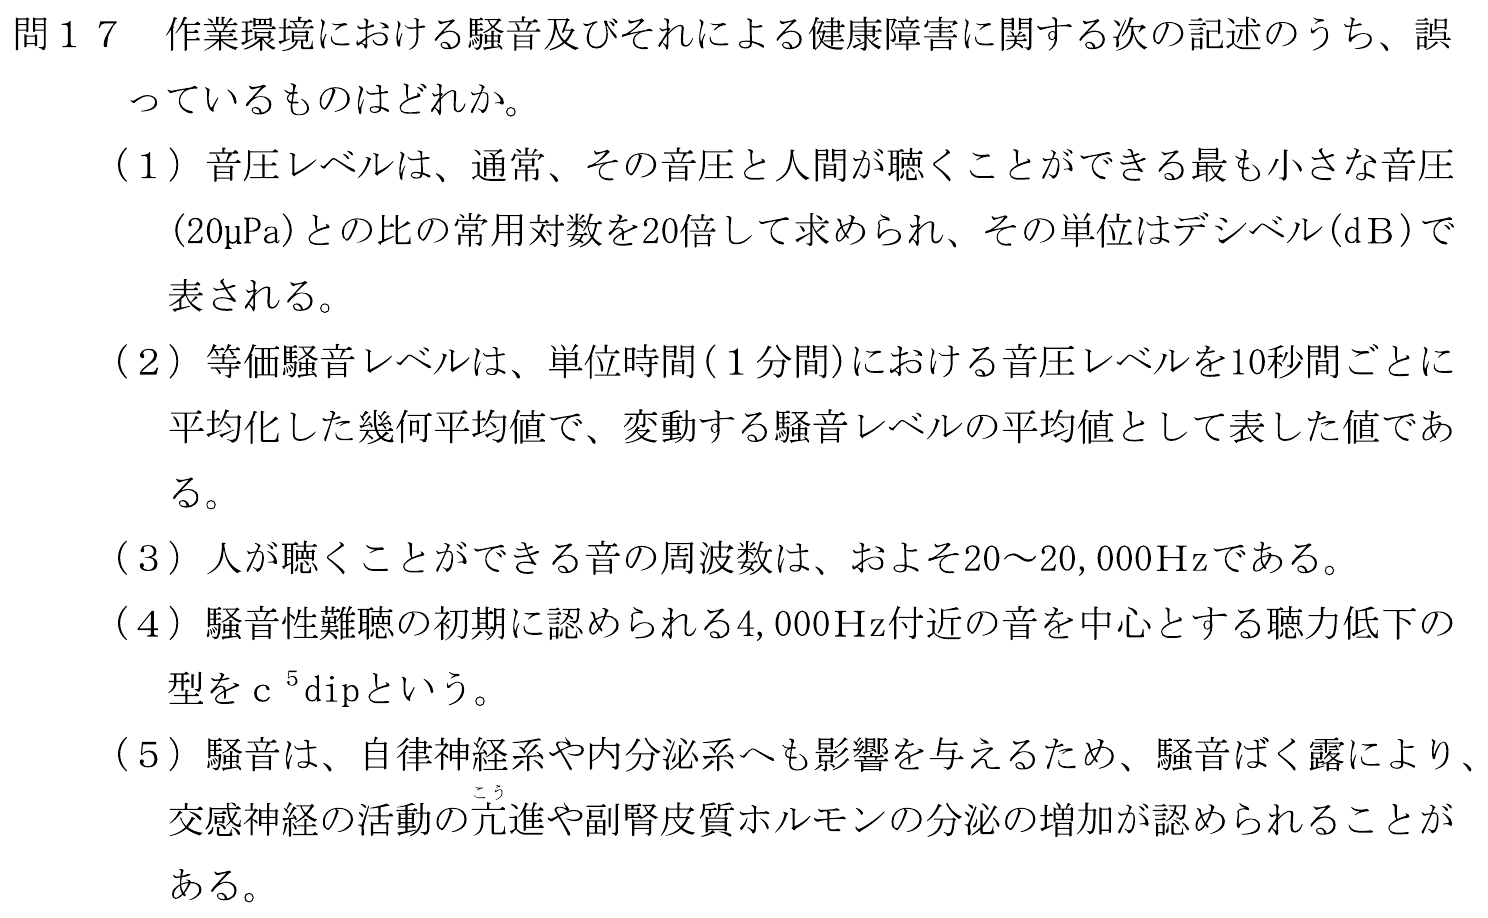 問１７　作業環境における騒音及びそれによる健康障害に関する次の記述のうち、誤
っているものはどれか。
（１）音圧レベルは、通常、その音圧と人間が聴くことができる最も小さな音圧
(20μPa)との比の常用対数を20倍して求められ、その単位はデシベル(dＢ)で
表される。
（２）等価騒音レベルは、単位時間(１分間)における音圧レベルを10秒間ごとに
平均化した幾何平均値で、変動する騒音レベルの平均値として表した値であ
る。
（３）人が聴くことができる音の周波数は、およそ20～20,000Ｈzである。
（４）騒音性難聴の初期に認められる4,000Ｈz付近の音を中心とする聴力低下の
型をｃ⁵dipという。
（５）騒音は、自律神経系や内分泌系へも影響を与えるため、騒音ばく露により、
こう
交感神経の活動の亢進や副腎皮質ホルモンの分泌の増加が認められることが
ある。